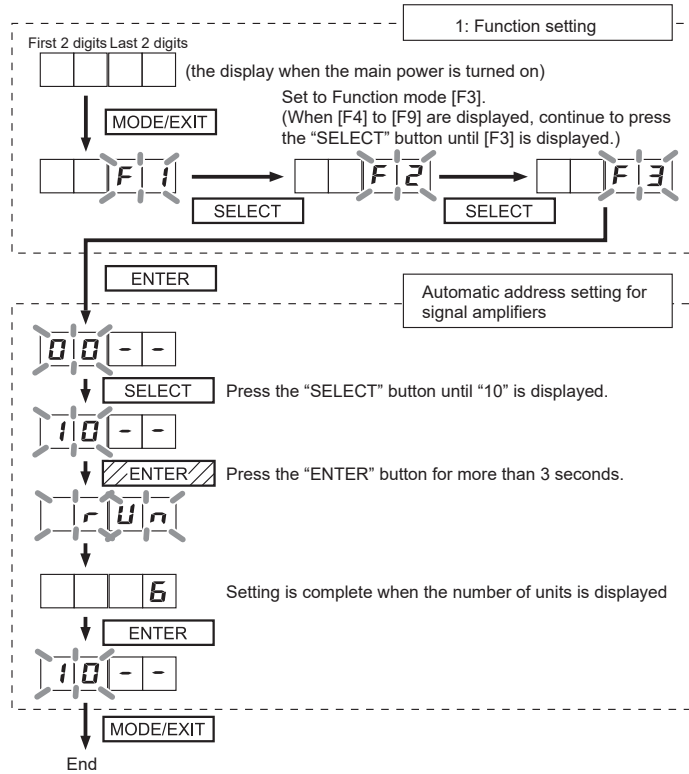 1: Function setting
First 2 digits Last 2 digits
(the display when the main power is turned on)
Set to Function mode [F3].
(When [F4] to [F9] are displayed, continue to press
the “SELECT” button until [F3] is displayed.)
MODE/EXIT
F 1
F 2
F 3
SELECT
SELECT
ENTER
Automatic address setting for
signal amplifiers
0 0 - -
SELECT
Press the “SELECT” button until “10” is displayed.
1 0 - -
ENTER
Press the “ENTER” button for more than 3 seconds.
r U n
6
Setting is complete when the number of units is displayed
ENTER
1 0 - -
MODE/EXIT
End